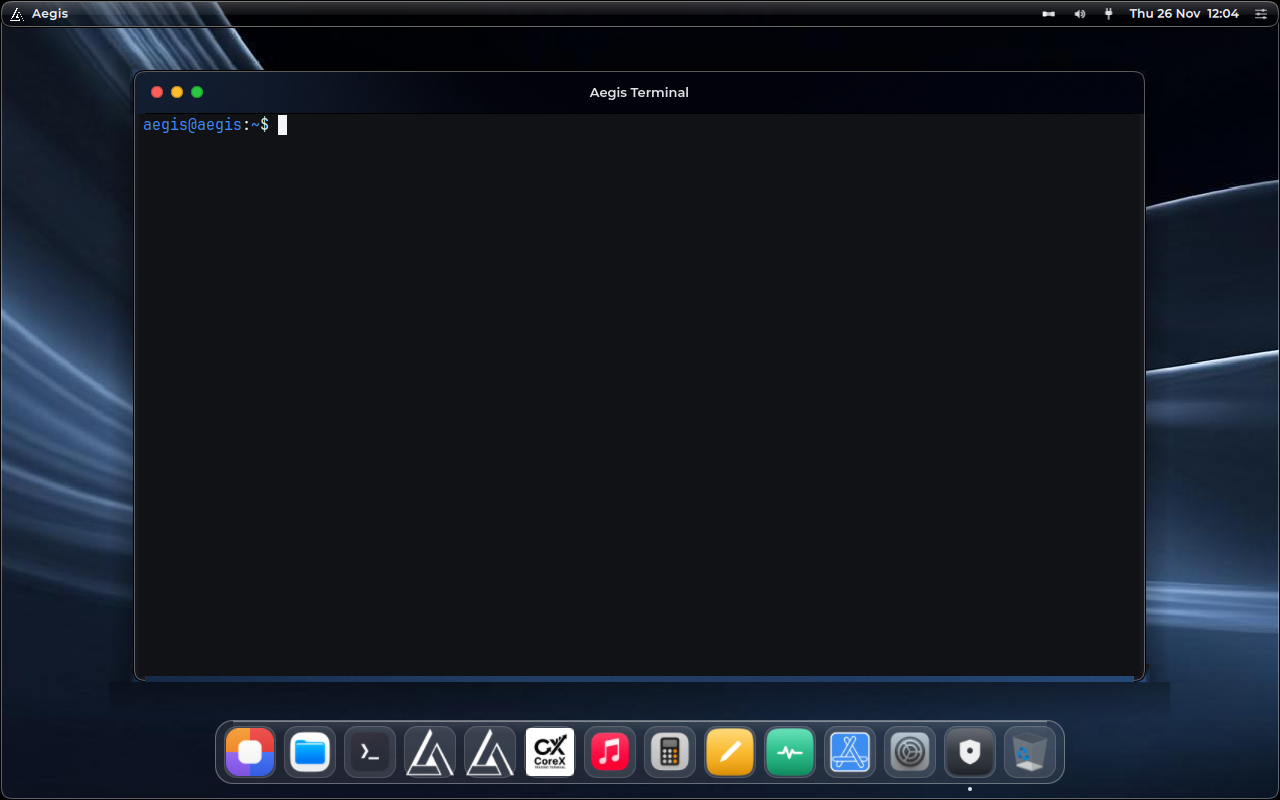 Aegis
Thu 26 Nov 12:04
Aegis Terminal
aegis@aegis:~$
>_
CX
CoreX